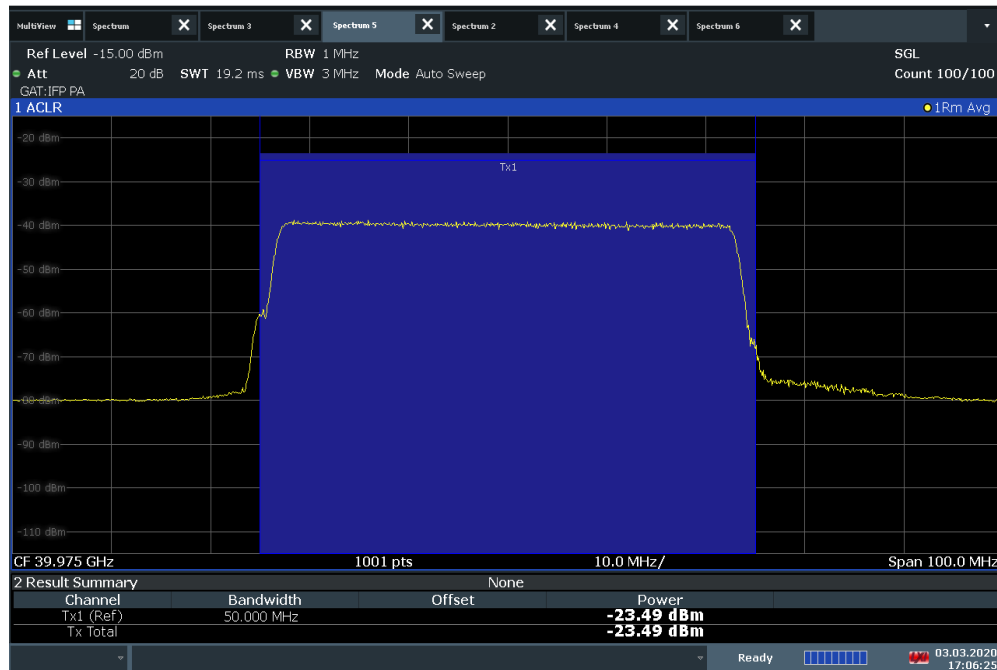 MultiView Spectrum Spectrum 3 Spectrum 5 Spectrum 2 Spectrum 4 Spectrum 6
Ref Level -15.00 dBm RBW 1 MHz SGL
Att 20 dB SWT 19.2 ms VBW 3 MHz Mode Auto Sweep Count 100/100
GAT:IFP PA
1 ACLR 1Rm Avg
-20 dBm
Tx1
-30 dBm
-40 dBm
-50 dBm
-60 dBm
-70 dBm
-80 dBm
-90 dBm
-100 dBm
-110 dBm
CF 39.975 GHz 1001 pts 10.0 MHz/ Span 100.0 MHz
2 Result Summary None
Channel Bandwidth Offset Power
Tx1 (Ref) 50.000 MHz -23.49 dBm
Tx Total -23.49 dBm
Ready 03.03.2020
17:06:25